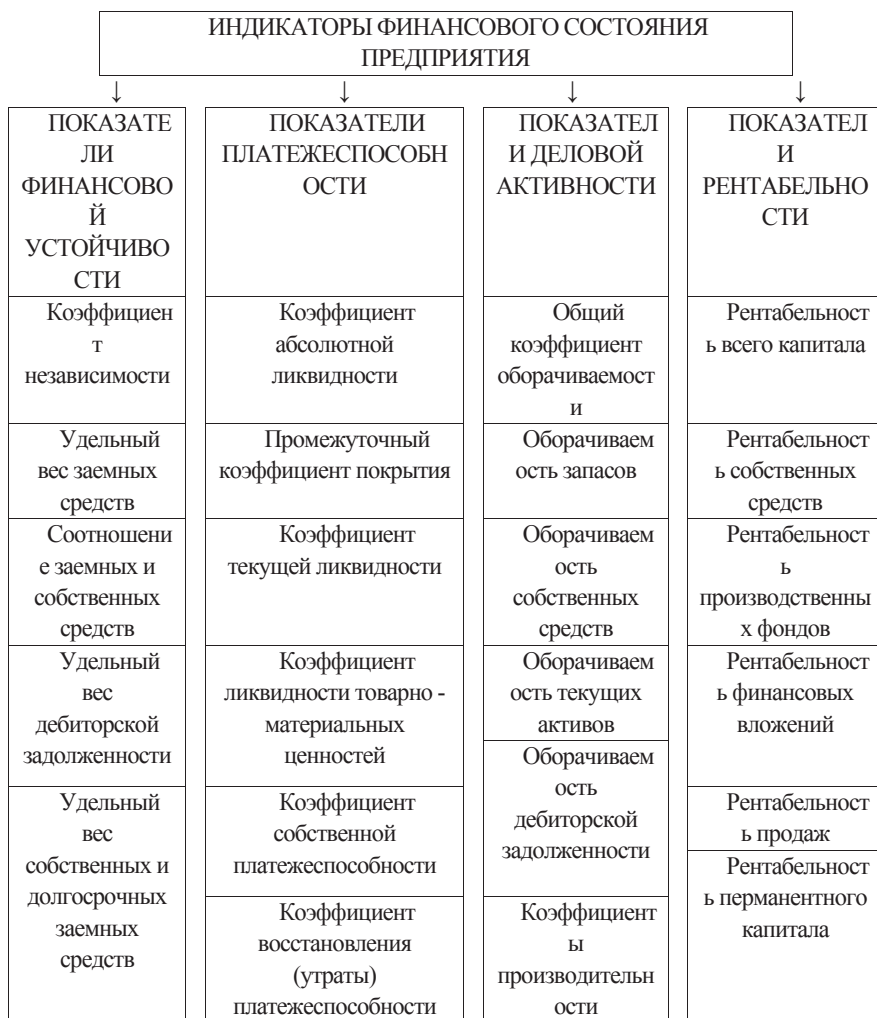 ИНДИКАТОРЫ ФИНАНСОВОГО СОСТОЯНИЯ
ПРЕДПРИЯТИЯ
↓ ↓ ↓ ↓
ПОКАЗАТЕ
ЛИ
ФИНАНСОВО
Й
УСТОЙЧИВО
СТИ
Коэффициен
т
независимости
Удельный
вес заемных
средств
Соотношени
е заемных и
собственных
средств
Удельный
вес
дебиторской
задолженности
Удельный
вес
собственных и
долгосрочных
заемных
средств
ПОКАЗАТЕЛИ
ПЛАТЕЖЕСПОСОБН
ОСТИ
Коэффициент
абсолютной
ликвидности
Промежуточный
коэффициент покрытия
Коэффициент
текущей ликвидности
Коэффициент
ликвидности товарно -
материальных
ценностей
Коэффициент
собственной
платежеспособности
Коэффициент
восстановления
(утраты)
платежеспособности
ПОКАЗАТЕЛ
И ДЕЛОВОЙ
АКТИВНОСТИ
Общий
коэффициент
оборачиваемост
и
Оборачиваем
ость запасов
Оборачиваем
ость
собственных
средств
Оборачиваем
ость текущих
активов
Оборачиваем
ость
дебиторской
задолженности
Коэффициент
ы
производительн
ости
ПОКАЗАТЕЛ
И
РЕНТАБЕЛЬНО
СТИ
Рентабельност
ь всего капитала
Рентабельност
ь собственных
средств
Рентабельност
ь
производственны
х фондов
Рентабельност
ь финансовых
вложений
Рентабельност
ь продаж
Рентабельност
ь перманентного
капитала